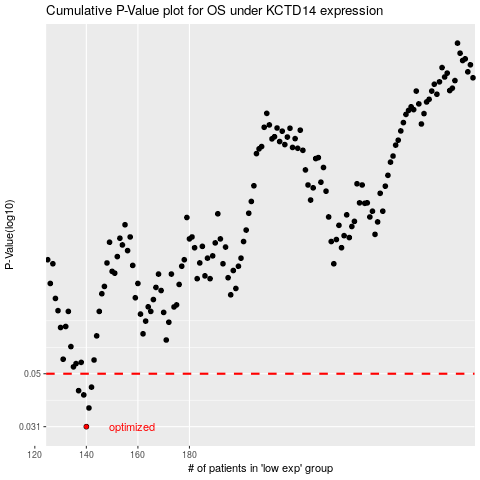 Cumulative P-Value plot for OS under KCTD14 expression
P-Value(log10)
0.05
0.031
optimized
120 140 160 180
# of patients in 'low exp' group